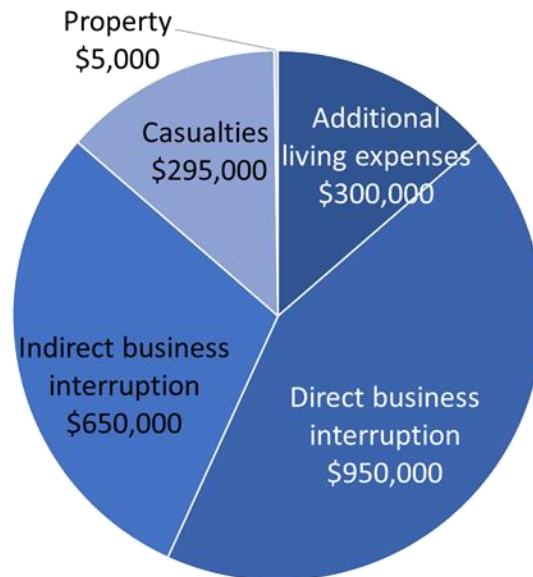 Property
$5,000
Additional
living expenses
$300,000
Casualties
$295,000
Indirect business
interruption
$650,000
Direct business
interruption
$950,000